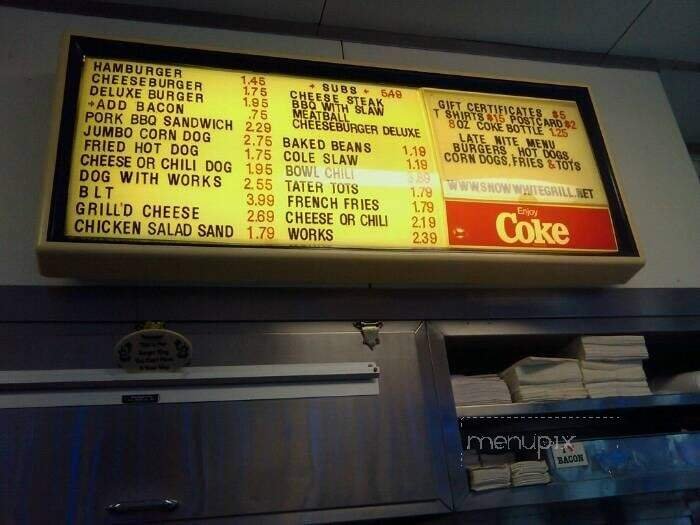 HAMBURGER 1.45
CHEESEBURGER 1.75
DELUXE BURGER 1.95
+ADD BACON .75
PORK BBQ SANDWICH 2.29
JUMBO CORN DOG 2.75
FRIED HOT DOG 1.75
CHEESE OR CHILI DOG 1.95
DOG WITH WORKS 2.55
BLT 3.99
GRILL'D CHEESE 2.69
CHICKEN SALAD SAND 1.79
+ SUBS + 5.49
CHEESE STEAK
BBQ WITH SLAW
MEATBALL
CHEESEBURGER DELUXE
BAKED BEANS 1.19
COLE SLAW 1.19
BOWL CHILI
TATER TOTS 1.79
FRENCH FRIES 1.79
CHEESE OR CHILI 2.19
WORKS 2.39
GIFT CERTIFICATES $5
T SHIRTS $15 POSTCARD $2
8 OZ COKE BOTTLE 1.25
LATE NITE MENU
BURGERS, HOT DOGS,
CORN DOGS, FRIES & TOTS
WWW.SNOWWHITEGRILL.NET
Enjoy
Coke
menupix
BACON